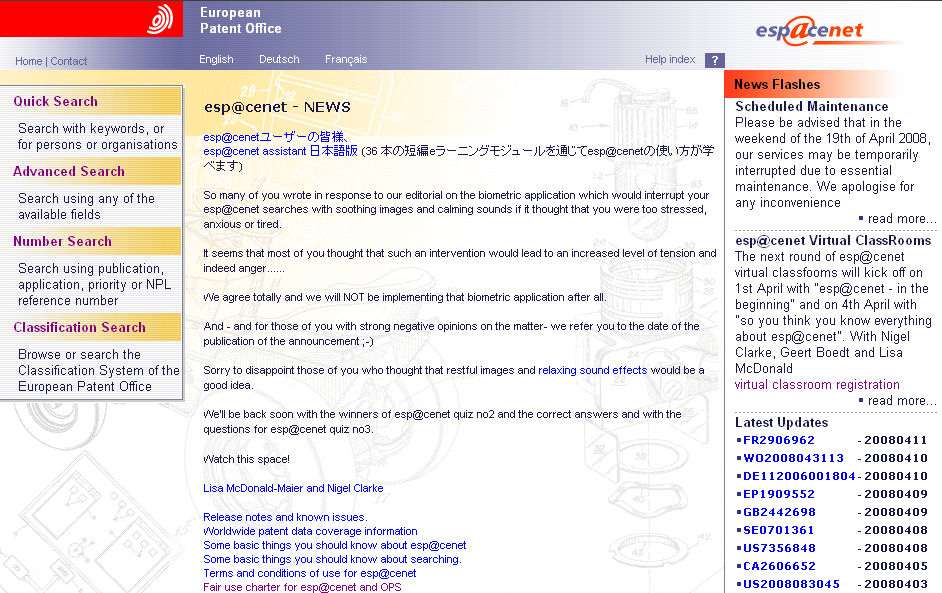 European
Patent Office
esp@cenet
Home | Contact
English Deutsch Français
Help index ?
Quick Search
Search with keywords, or
for persons or organisations
Advanced Search
Search using any of the
available fields
Number Search
Search using publication,
application, priority or NPL
reference number
Classification Search
Browse or search the
Classification System of the
European Patent Office
esp@cenet - NEWS
esp@cenetユーザーの皆様、
esp@cenet assistant 日本語版 (36 本の短編eラーニングモジュールを通じてesp@cenetの使い方が学
べます)
So many of you wrote in response to our editorial on the biometric application which would interrupt your
esp@cenet searches with soothing images and calming sounds if it thought that you were too stressed,
anxious or tired.
It seems that most of you thought that such an intervention would lead to an increased level of tension and
indeed anger......
We agree totally and we will NOT be implementing that biometric application after all.
And - and for those of you with strong negative opinions on the matter- we refer you to the date of the
publication of the announcement ;-)
Sorry to disappoint those of you who thought that restful images and relaxing sound effects would be a
good idea.
We'll be back soon with the winners of esp@cenet quiz no2 and the correct answers and with the
questions for esp@cenet quiz no3.
Watch this space!
Lisa McDonald-Maier and Nigel Clarke
Release notes and known issues.
Worldwide patent data coverage information
Some basic things you should know about esp@cenet
Some basic things you should know about searching.
Terms and conditions of use for esp@cenet
Fair use charter for esp@cenet and OPS
News Flashes
Scheduled Maintenance
Please be advised that in the
weekend of the 19th of April 2008,
our services may be temporarily
interrupted due to essential
maintenance. We apologise for
any inconvenience
read more...
esp@cenet Virtual ClassRooms
The next round of esp@cenet
virtual classfooms will kick off on
1st April with "esp@cenet - in the
beginning" and on 4th April with
"so you think you know everything
about esp@cenet". With Nigel
Clarke, Geert Boedt and Lisa
McDonald
virtual classroom registration
read more...
Latest Updates
FR2906962 - 20080411
WO2008043113 - 20080410
DE112006001804 - 20080410
EP1909552 - 20080409
GB2442698 - 20080409
SE0701361 - 20080408
US7356848 - 20080408
CA2606652 - 20080405
US2008083045 - 20080403